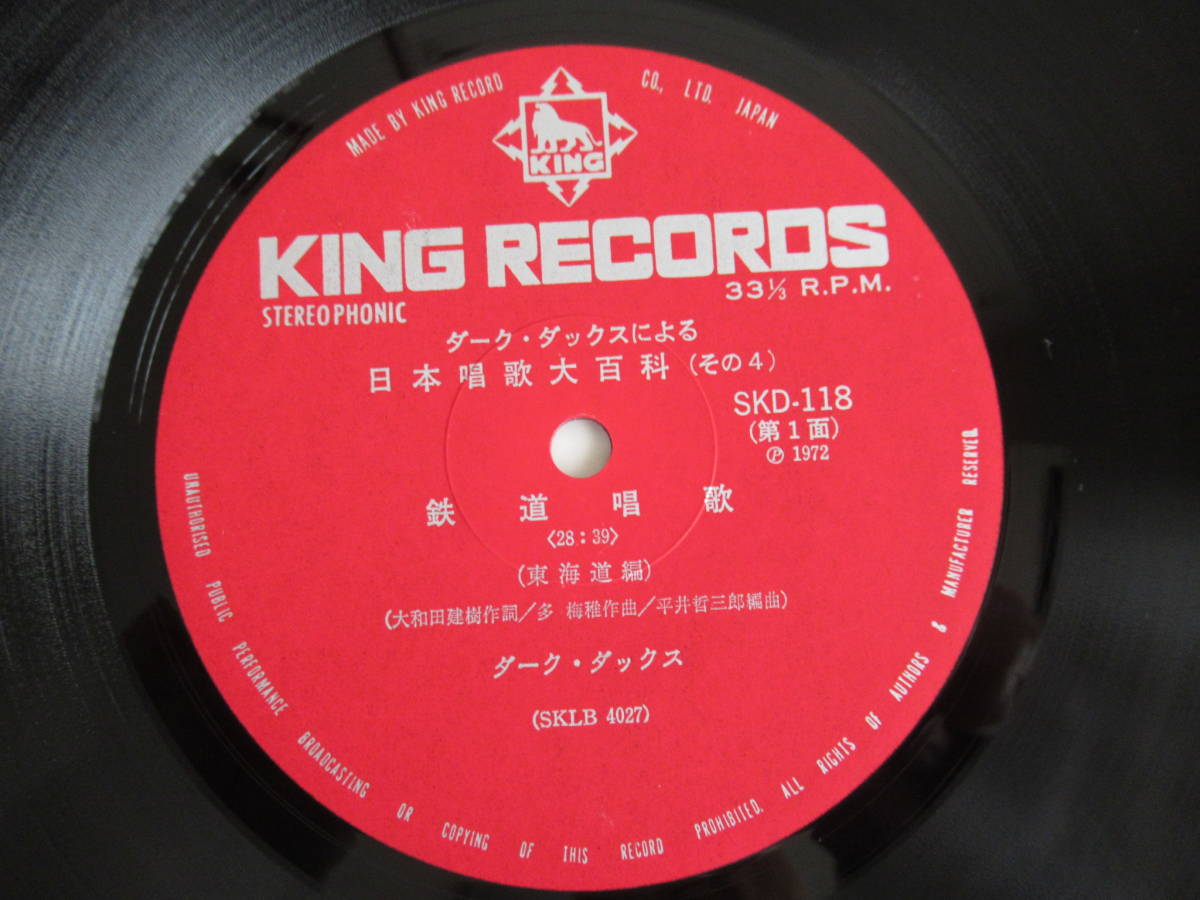 MADE BY KING RECORD CO., LTD. JAPAN
KING
KING RECORDS
STEREOPHONIC
33⅓ R.P.M.
ダーク・ダックスによる
日本唱歌大百科(その4)
SKD-118
(第1面)
℗ 1972
鉄道唱歌
〈28:39〉
(東海道編)
(大和田建樹作詞/多 梅雅作曲/平井哲三郎編曲)
ダーク・ダックス
(SKLB 4027)
UNAUTHORISED PUBLIC PERFORMANCE BROADCASTING OR COPYING OF THIS RECORD PROHIBITED. ALL RIGHTS OF AUTHORS & MANUFACTURER RESERVED.